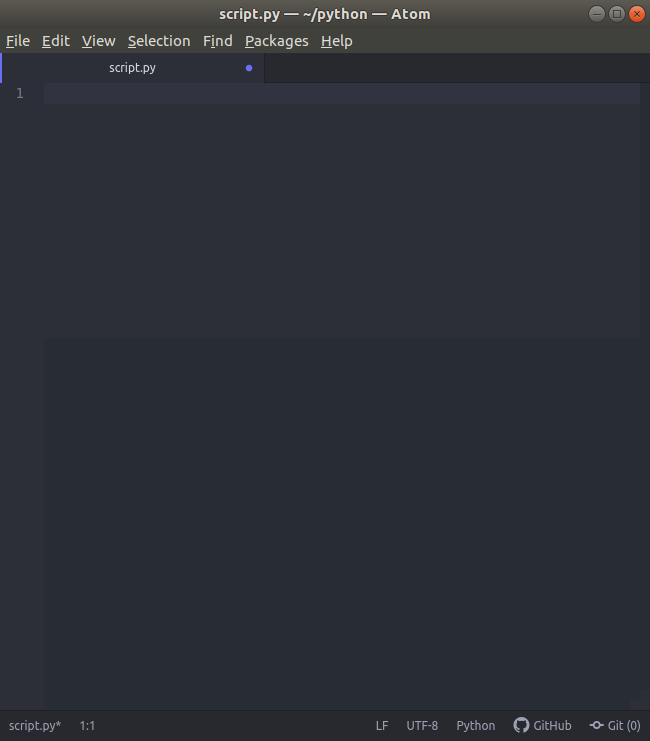 script.py — ~/python — Atom
File Edit View Selection Find Packages Help
script.py
1
script.py* 1:1 LF UTF-8 Python GitHub Git (0)